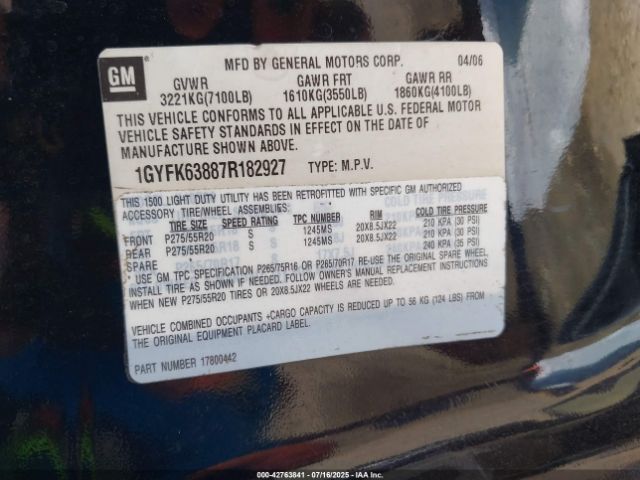 GM
MFD BY GENERAL MOTORS CORP. 04/06
GVWR GAWR FRT GAWR RR
3221KG(7100LB) 1610KG(3550LB) 1860KG(4100LB)
THIS VEHICLE CONFORMS TO ALL APPLICABLE U.S. FEDERAL MOTOR
VEHICLE SAFETY STANDARDS IN EFFECT ON THE DATE OF
MANUFACTURE SHOWN ABOVE.
1GYFK63887R182927 TYPE: M.P.V.
THIS 1500 LIGHT DUTY UTILITY HAS BEEN RETROFITTED WITH SPECIFIC GM AUTHORIZED
ACCESSORY TIRE/WHEEL ASSEMBLIES:
TIRE SIZE SPEED RATING TPC NUMBER RIM COLD TIRE PRESSURE
FRONT P275/55R20 S 1245MS 20X8.5JX22 210 KPA (30 PSI)
REAR P275/55R20 S 1245MS 20X8.5JX22 210 KPA (30 PSI)
SPARE * 240 KPA (35 PSI)
* USE GM TPC SPECIFICATION P265/75R16 OR P265/70R17 RE-USE THE ORIGINAL SPARE WHEEL.
INSTALL TIRE AS SHOWN IN SPARE. FOLLOW OWNER'S MANUAL REPLACEMENT INSTRUCTIONS
WHEN NEW P275/55R20 TIRES OR 20X8.5JX22 WHEELS ARE NEEDED.
VEHICLE COMBINED OCCUPANTS +CARGO CAPACITY IS REDUCED UP TO 56 KG (124 LBS) FROM
THE ORIGINAL EQUIPMENT PLACARD LABEL.
PART NUMBER 17800442
000-42763841 - 07/16/2025 - IAAI.COM